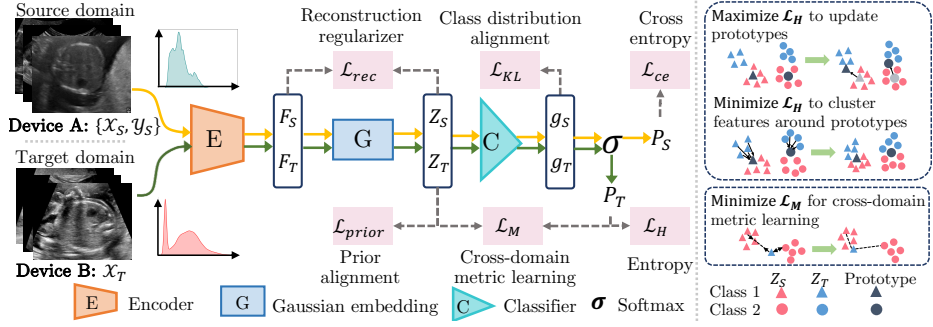 Source domain
Device A: {𝒳_S, 𝒴_S}
Target domain
Device B: 𝒳_T
E
Reconstruction
regularizer
ℒ_rec
Class distribution
alignment
ℒ_KL
Cross
entropy
ℒ_ce
F_S
F_T
G
Z_S
Z_T
C
g_S
g_T
σ
P_S
P_T
ℒ_prior
Prior
alignment
ℒ_M
Cross-domain
metric learning
ℒ_H
Entropy
E Encoder
G Gaussian embedding
C Classifier
σ Softmax
Maximize ℒ_H to update
prototypes
Minimize ℒ_H to cluster
features around prototypes
Minimize ℒ_M for cross-domain
metric learning
Z_S Z_T Prototype
Class 1
Class 2